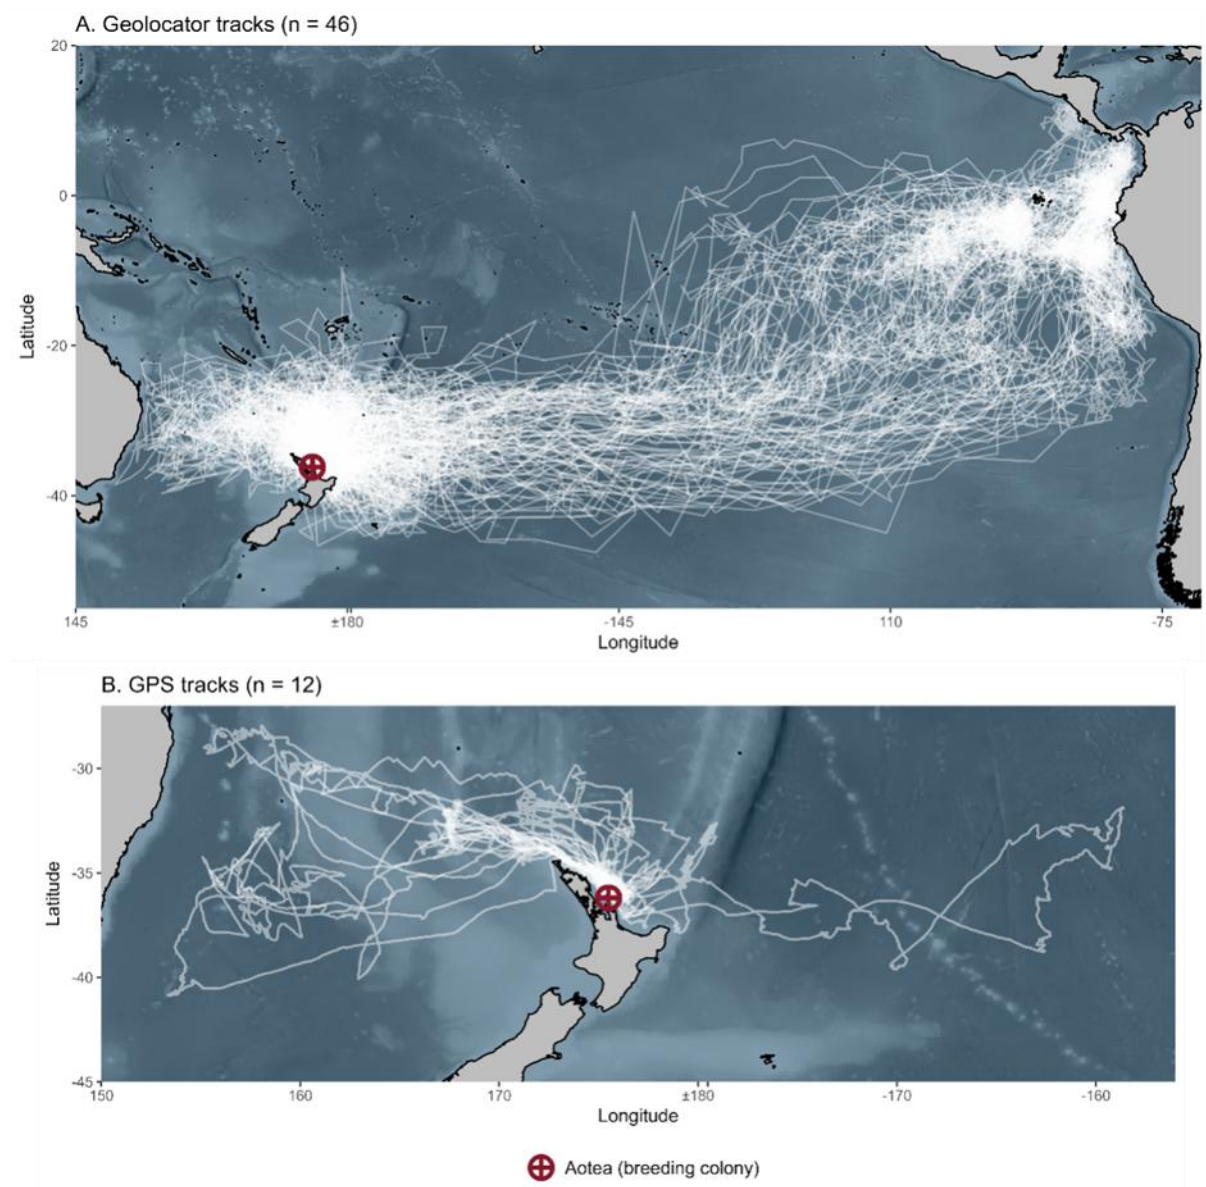 A. Geolocator tracks (n = 46)
20
0
-20
-40
Latitude
145
±180
-145
110
-75
Longitude
B. GPS tracks (n = 12)
-30
-35
-40
-45
Latitude
150
160
170
±180
-170
-160
Longitude
Aotea (breeding colony)